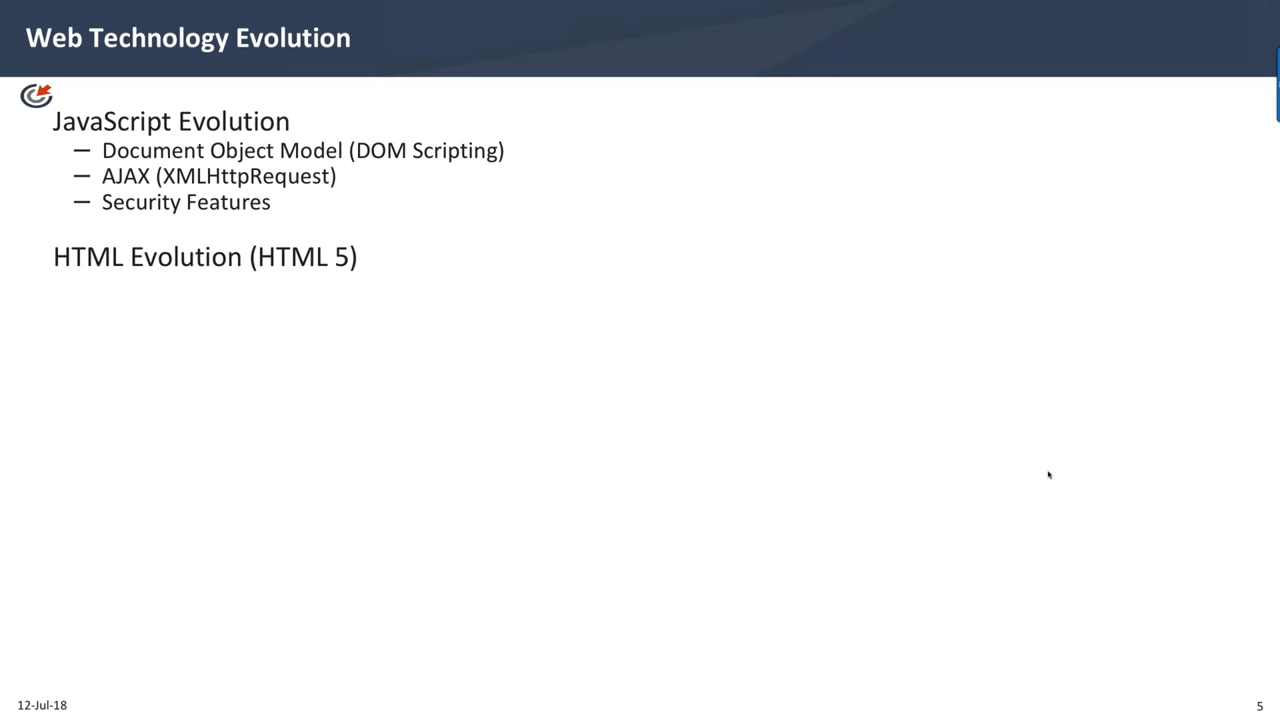 Web Technology Evolution
JavaScript Evolution
— Document Object Model (DOM Scripting)
— AJAX (XMLHttpRequest)
— Security Features
HTML Evolution (HTML 5)
12-Jul-18
5